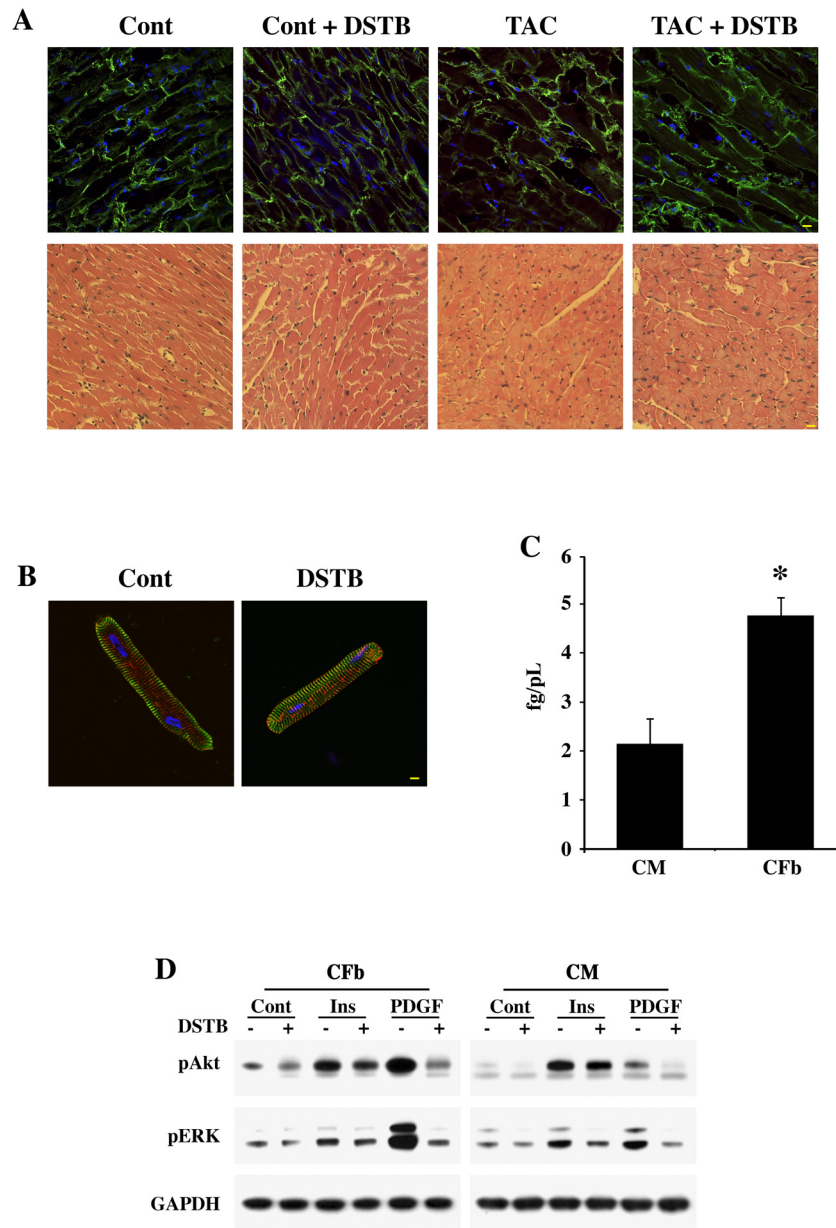 A
Cont
Cont + DSTB
TAC
TAC + DSTB
B
Cont
DSTB
C
6
5
4
3
2
1
0
fg/pL
*
CM
CFb
D
CFb
CM
Cont
Ins
PDGF
Cont
Ins
PDGF
DSTB
- + - + - +
- + - + - +
pAkt
pERK
GAPDH